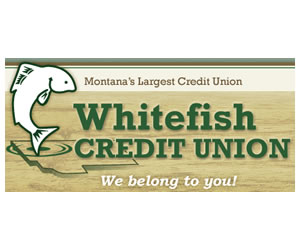 Montana's Largest Credit Union
Whitefish
CREDIT UNION
We belong to you!